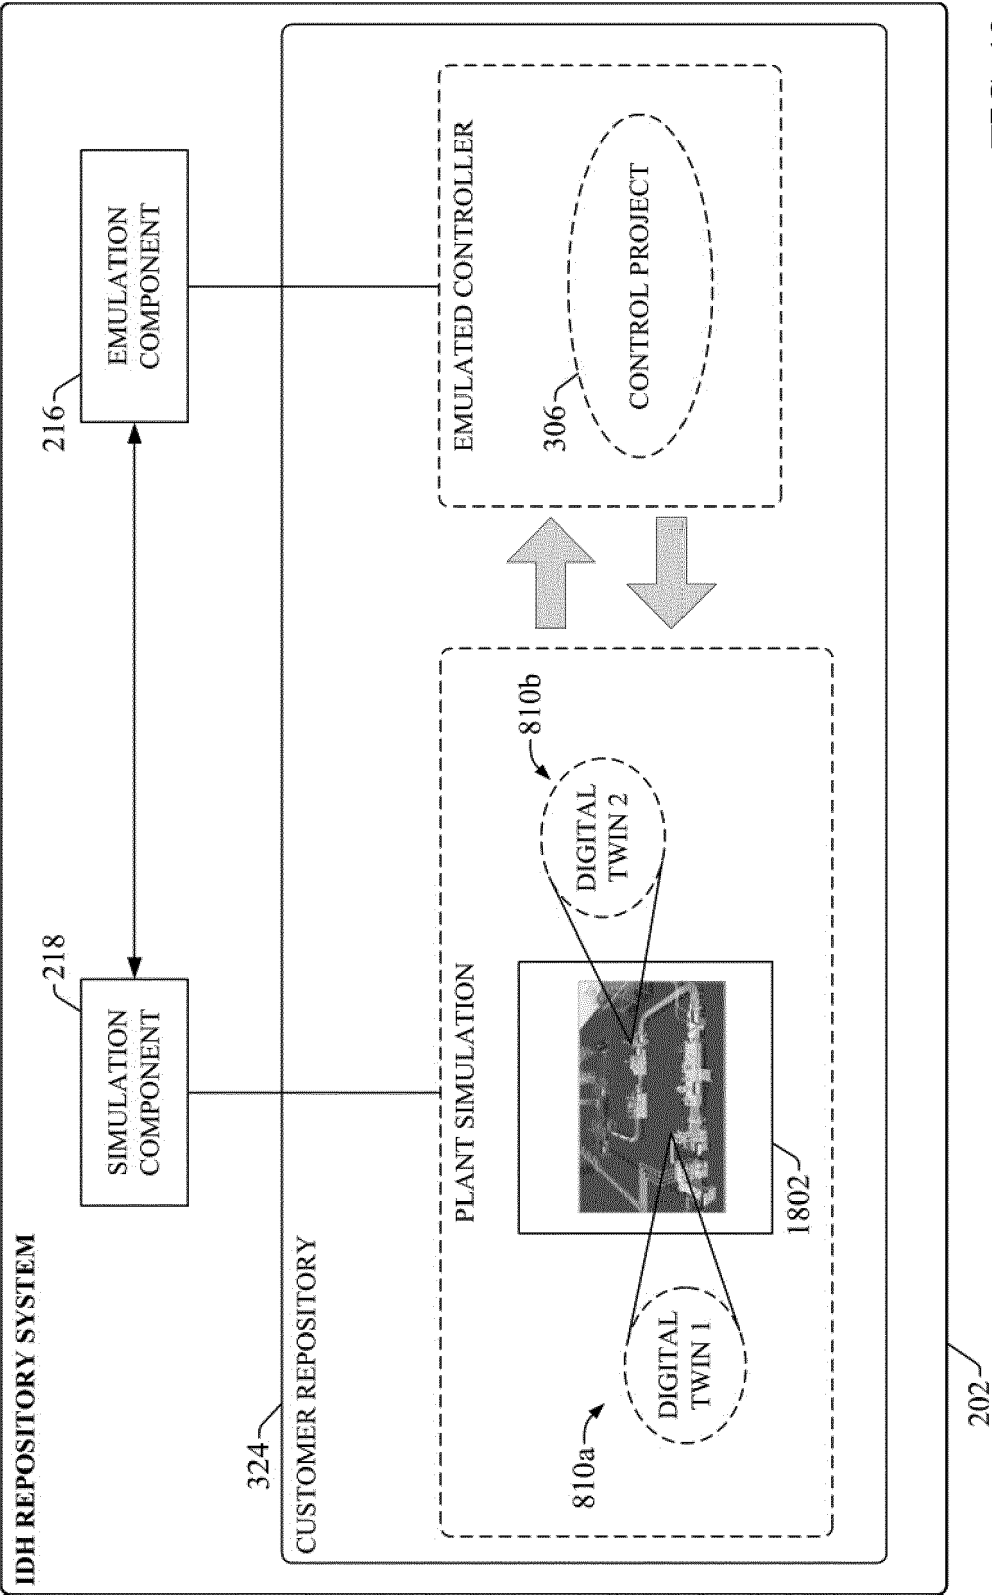 IDH REPOSITORY SYSTEM
218
SIMULATION
COMPONENT
216
EMULATION
COMPONENT
324
CUSTOMER REPOSITORY
PLANT SIMULATION
810a
DIGITAL
TWIN 1
1802
DIGITAL
TWIN 2
810b
EMULATED CONTROLLER
306
CONTROL PROJECT
202